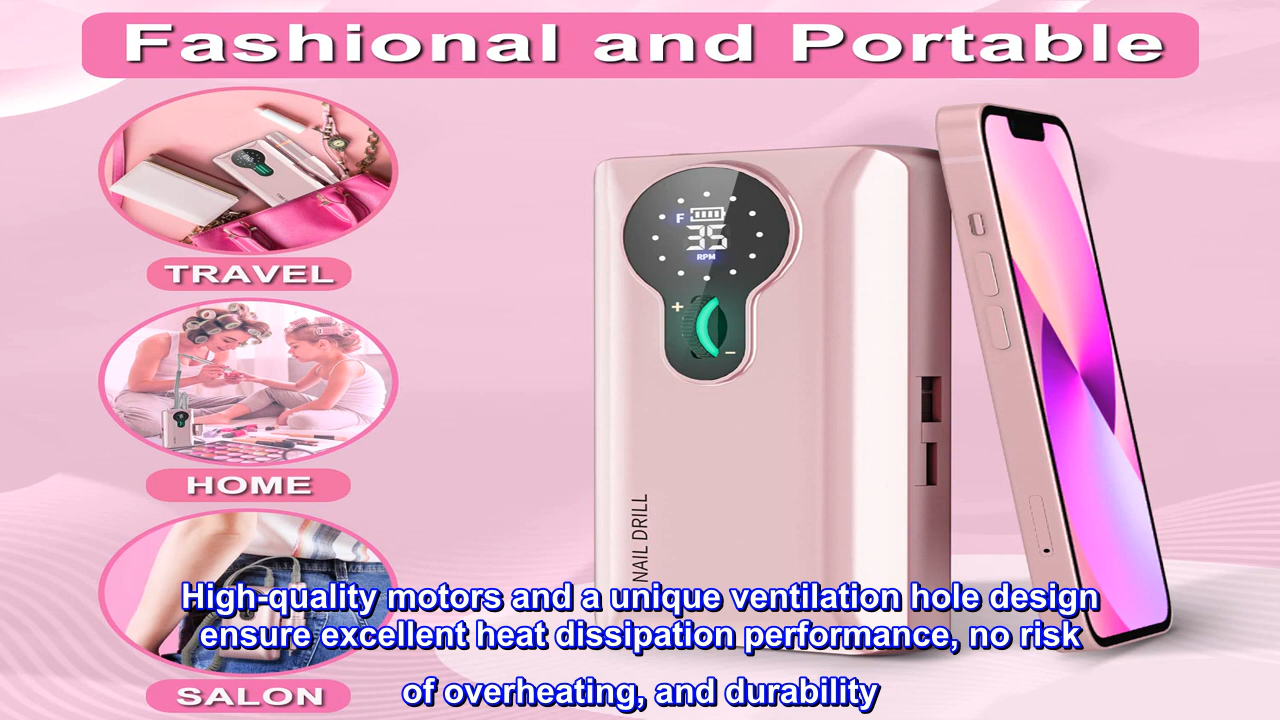 Fashional and Portable
TRAVEL
HOME
SALON
F
35
RPM
+
−
NAIL DRILL
High-quality motors and a unique ventilation hole design
ensure excellent heat dissipation performance, no risk
of overheating, and durability